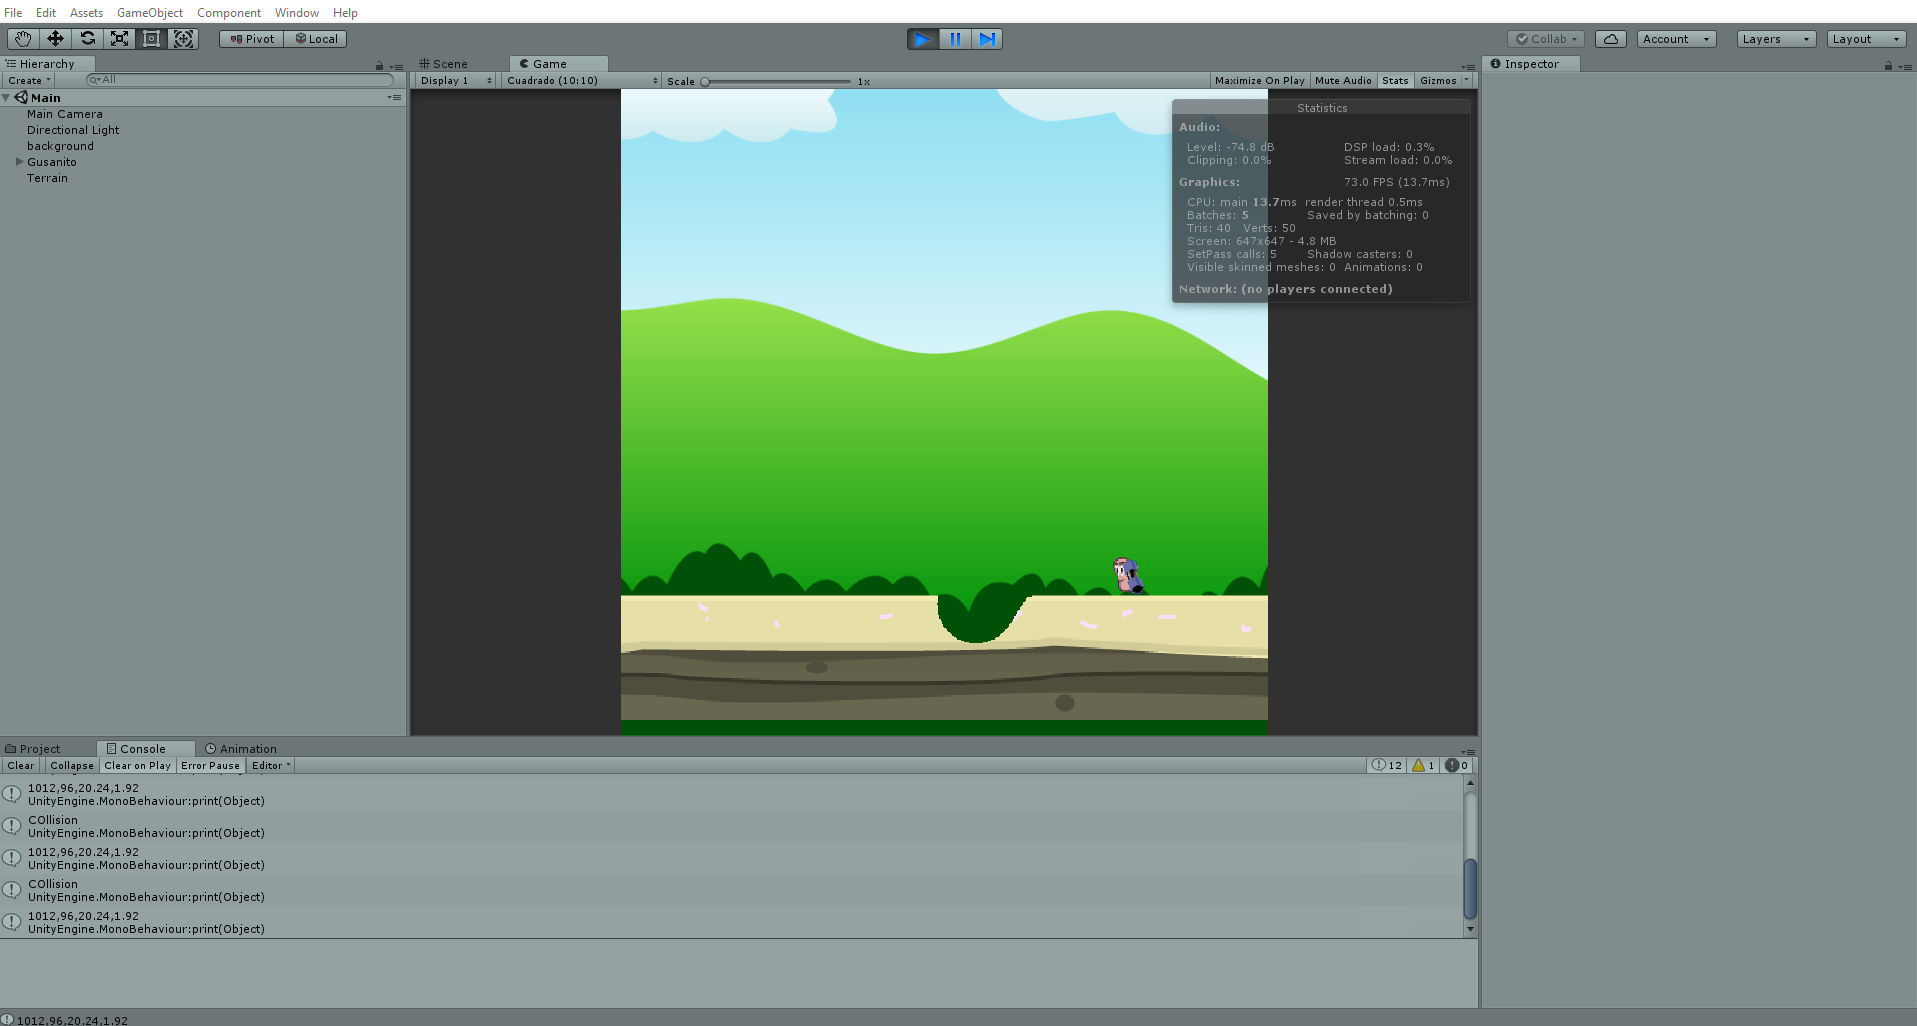 File Edit Assets GameObject Component Window Help
Pivot Local Collab Account Layers Layout
Hierarchy
Create All
Main
Main Camera
Directional Light
background
Gusanito
Terrain
Scene Game
Display 1 Cuadrado (10:10) Scale 1x Maximize On Play Mute Audio Stats Gizmos
Statistics
Audio:
Level: -74.8 dB DSP load: 0.3%
Clipping: 0.0% Stream load: 0.0%
Graphics: 73.0 FPS (13.7ms)
CPU: main 13.7ms render thread 0.5ms
Batches: 5 Saved by batching: 0
Tris: 40 Verts: 50
Screen: 647x647 - 4.8 MB
SetPass calls: 5 Shadow casters: 0
Visible skinned meshes: 0 Animations: 0
Network: (no players connected)
Inspector
Project Console Animation
Clear Collapse Clear on Play Error Pause Editor 12 1 0
1012,96,20.24,1.92
UnityEngine.MonoBehaviour:print(Object)
COllision
UnityEngine.MonoBehaviour:print(Object)
1012,96,20.24,1.92
UnityEngine.MonoBehaviour:print(Object)
COllision
UnityEngine.MonoBehaviour:print(Object)
1012,96,20.24,1.92
UnityEngine.MonoBehaviour:print(Object)
1012,96,20.24,1.92